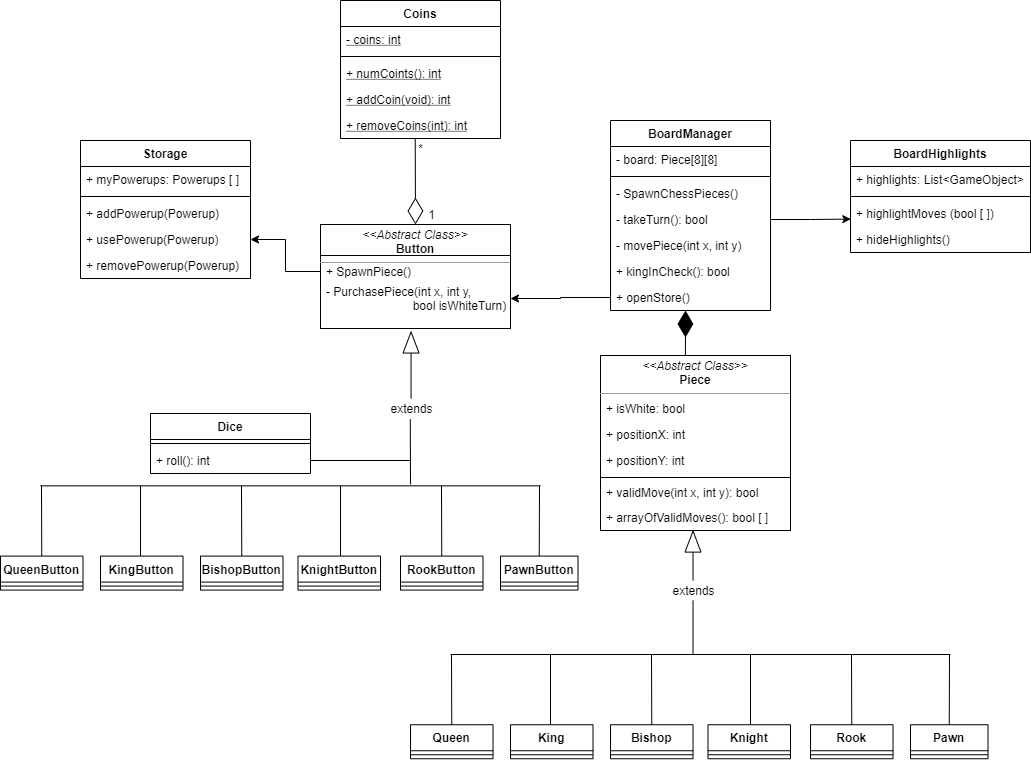 Coins
- coins: int
+ numCoints(): int
+ addCoin(void): int
+ removeCoins(int): int
*
1
Storage
+ myPowerups: Powerups [ ]
+ addPowerup(Powerup)
+ usePowerup(Powerup)
+ removePowerup(Powerup)
<<Abstract Class>>
Button
+ SpawnPiece()
- PurchasePiece(int x, int y,
bool isWhiteTurn)
BoardManager
- board: Piece[8][8]
- SpawnChessPieces()
- takeTurn(): bool
- movePiece(int x, int y)
+ kingInCheck(): bool
+ openStore()
BoardHighlights
+ highlights: List<GameObject>
+ highlightMoves (bool [ ])
+ hideHighlights()
<<Abstract Class>>
Piece
+ isWhite: bool
+ positionX: int
+ positionY: int
+ validMove(int x, int y): bool
+ arrayOfValidMoves(): bool [ ]
extends
Dice
+ roll(): int
QueenButton
KingButton
BishopButton
KnightButton
RookButton
PawnButton
extends
Queen
King
Bishop
Knight
Rook
Pawn